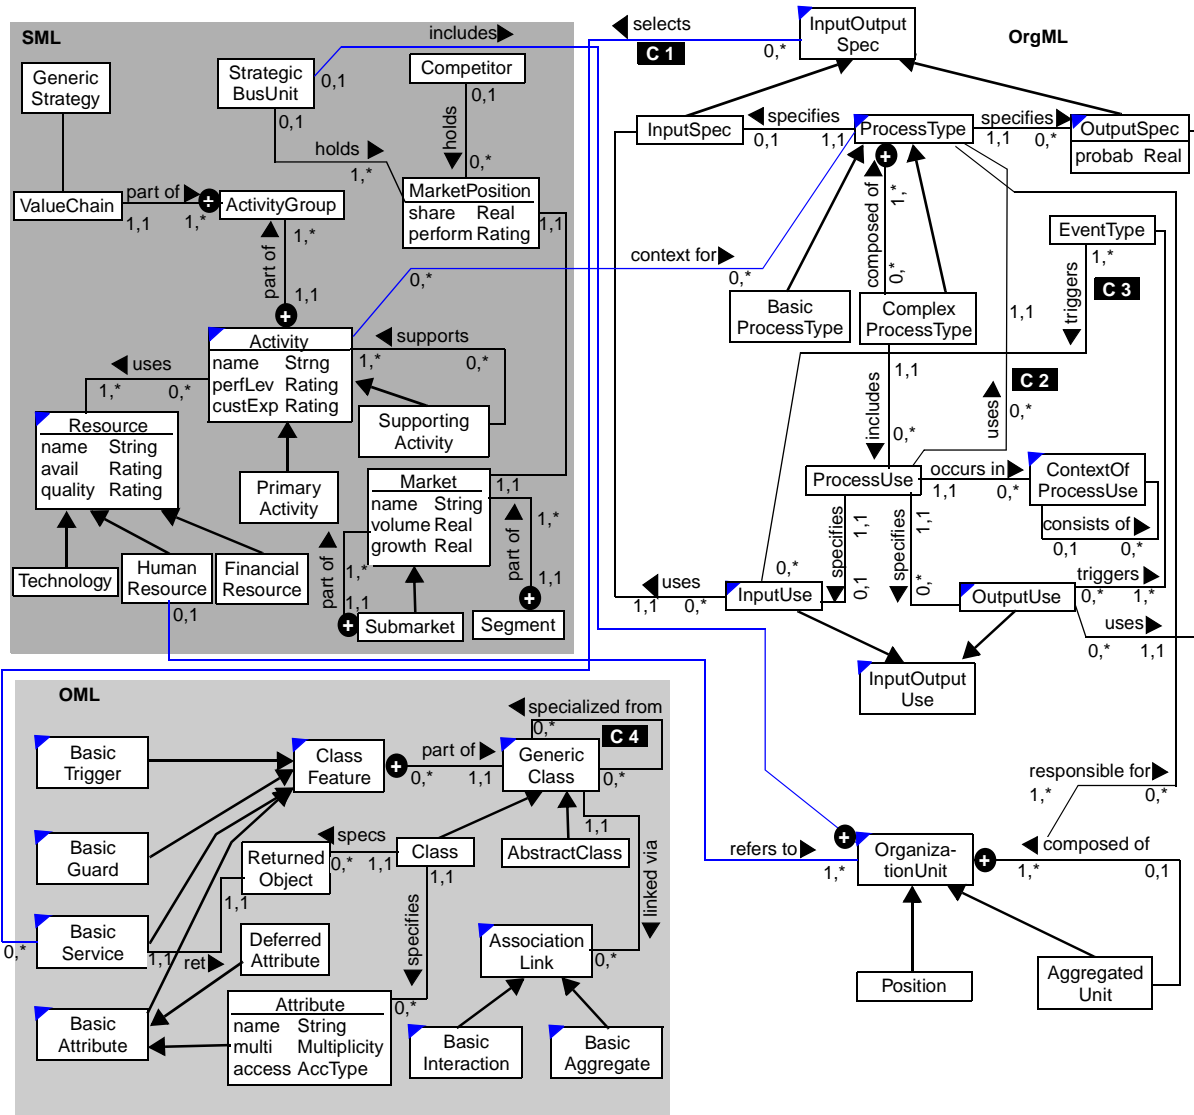 SML
includes
selects
C 1
0,*
InputOutput
Spec
OrgML
Generic
Strategy
Strategic
BusUnit
0,1
0,1
Competitor
0,1
holds
0,*
holds
1,*
InputSpec
specifies
0,1
1,1
ProcessType
specifies
1,1
0,*
OutputSpec
probab Real
ValueChain
part of
1,1
1,*
ActivityGroup
MarketPosition
share Real
perform Rating
1,1
composed of
1,*
0,*
EventType
1,*
triggers
C 3
part of
1,*
1,1
0,*
context for
0,*
Basic
ProcessType
Complex
ProcessType
1,1
Activity
name Strng
perfLev Rating
custExp Rating
supports
1,*
0,*
uses
1,*
0,*
1,1
includes
0,*
uses
C 2
0,*
Resource
name String
avail Rating
quality Rating
Supporting
Activity
Primary
Activity
Market
name String
volume Real
growth Real
1,1
part of
1,*
1,1
part of
1,*
1,1
ProcessUse
occurs in
1,1
0,*
ContextOf
ProcessUse
consists of
0,1
0,*
specifies
1,1
0,1
specifies
1,1
0,*
Technology
Human
Resource
0,1
Financial
Resource
Submarket
Segment
uses
1,1
0,*
0,*
InputUse
OutputUse
triggers
0,*
1,*
uses
0,*
1,1
InputOutput
Use
OML
specialized from
0,*
C 4
0,*
Basic
Trigger
Class
Feature
part of
0,*
1,1
Generic
Class
1,1
responsible for
1,*
0,*
Basic
Guard
Returned
Object
specs
0,*
1,1
Class
1,1
AbstractClass
linked via
0,*
refers to
1,*
Organiza-
tionUnit
composed of
1,*
0,1
1,1
specifies
0,*
0,*
Basic
Service
1,1
ret
Deferred
Attribute
Association
Link
Position
Aggregated
Unit
Basic
Attribute
Attribute
name String
multi Multiplicity
access AccType
Basic
Interaction
Basic
Aggregate